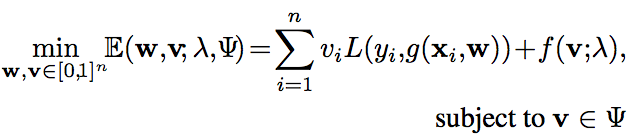 min_{w,v∈[0,1]^n} 𝔼(w,v; λ,Ψ) = ∑_{i=1}^{n} v_i L(y_i, g(x_i, w)) + f(v; λ),
subject to v ∈ Ψ